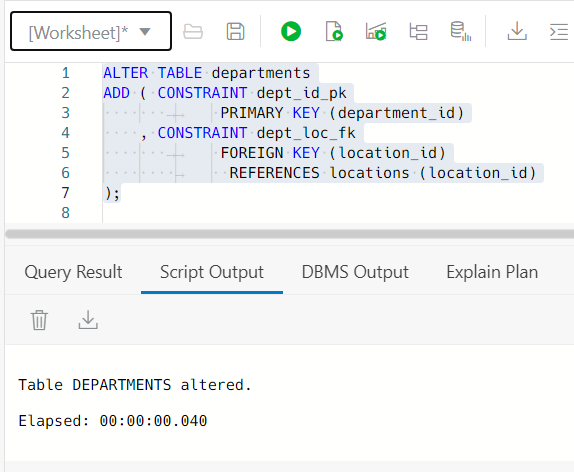 [Worksheet]*
1 ALTER TABLE departments
2 ADD ( CONSTRAINT dept_id_pk
3 PRIMARY KEY (department_id)
4 , CONSTRAINT dept_loc_fk
5 FOREIGN KEY (location_id)
6 REFERENCES locations (location_id)
7 );
8
Query Result Script Output DBMS Output Explain Plan
Table DEPARTMENTS altered.
Elapsed: 00:00:00.040